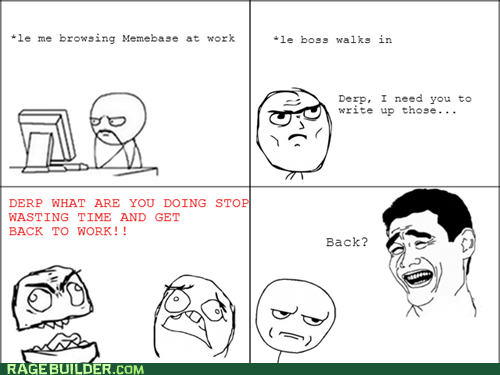 *le me browsing Memebase at work
*le boss walks in
Derp, I need you to
write up those...
DERP WHAT ARE YOU DOING STOP
WASTING TIME AND GET
BACK TO WORK!!
Back?
RAGEBUILDER.COM